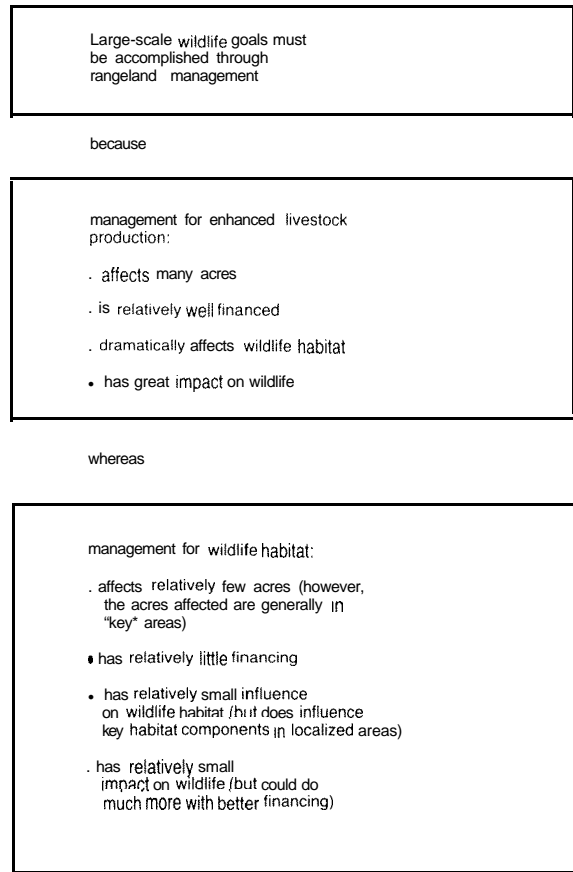 Large-scale wildlife goals must
be accomplished through
rangeland management
because
management for enhanced livestock
production:
. affects many acres
. is relatively well financed
. dramatically affects wildlife habitat
• has great impact on wildlife
whereas
management for wildlife habitat:
. affects relatively few acres (however,
the acres affected are generally in
“key* areas)
• has relatively little financing
• has relatively small influence
on wildlife habitat (but does influence
key habitat components in localized areas)
. has relatively small
impact on wildlife (but could do
much more with better financing)